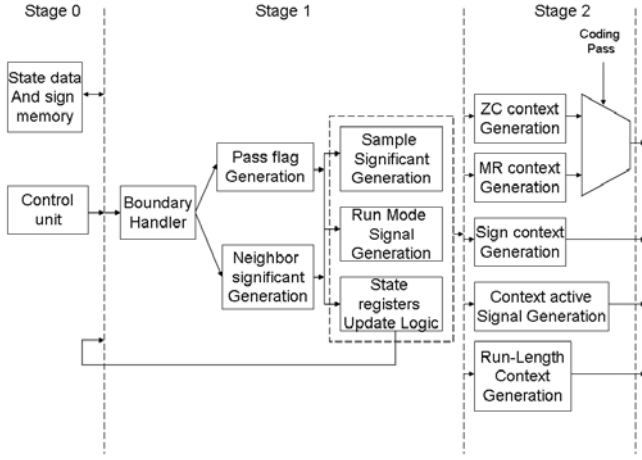 Stage 0
Stage 1
Stage 2
Coding
Pass
State data
And sign
memory
Control
unit
Boundary
Handler
Pass flag
Generation
Neighbor
significant
Generation
Sample
Significant
Generation
Run Mode
Signal
Generation
State
registers
Update Logic
ZC context
Generation
MR context
Generation
Sign context
Generation
Context active
Signal Generation
Run-Length
Context
Generation